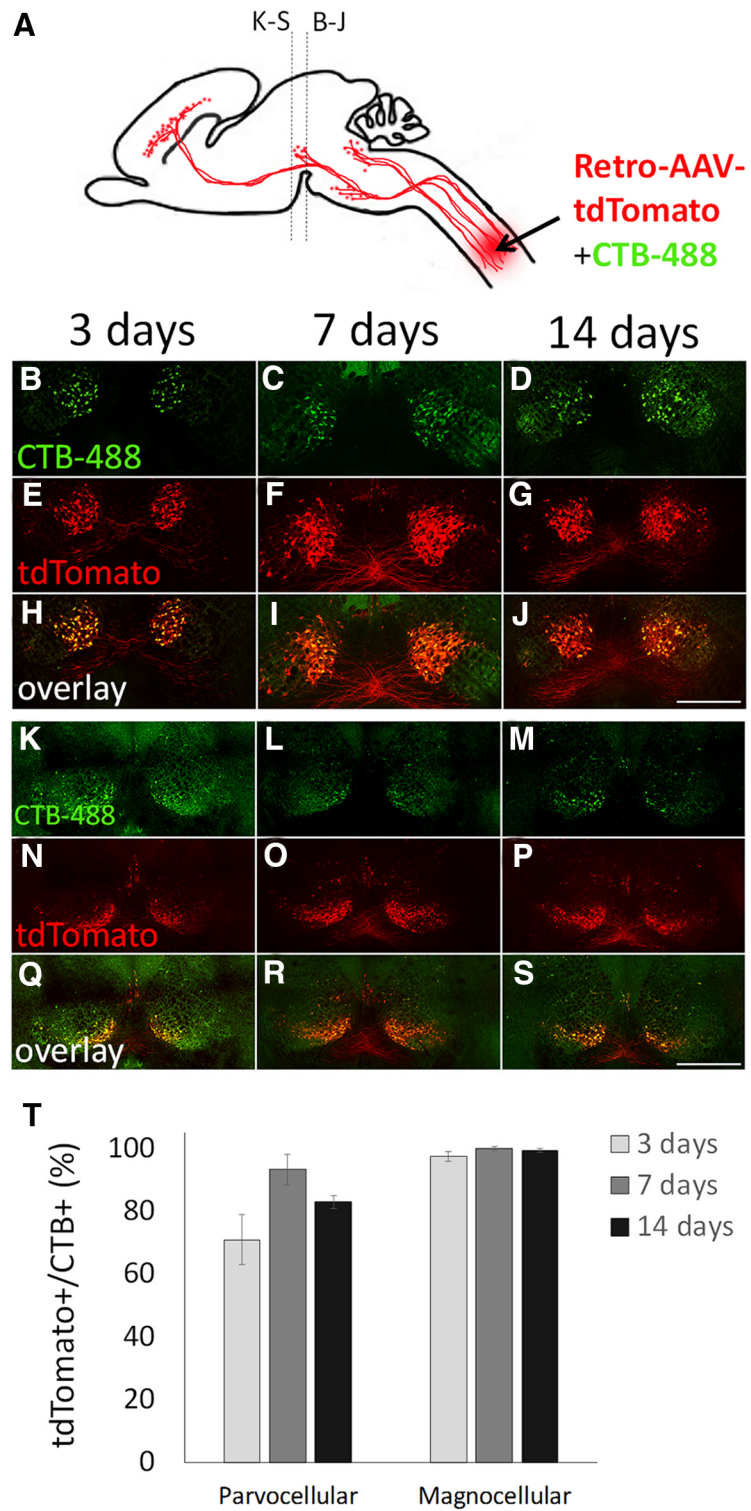 A
K-S B-J
Retro-AAV-
tdTomato
+CTB-488
3 days 7 days 14 days
B C D
CTB-488
E F G
tdTomato
H I J
overlay
K L M
CTB-488
N O P
tdTomato
Q R S
overlay
T
tdTomato+/CTB+ (%)
100
80
60
40
20
0
Parvocellular Magnocellular
3 days
7 days
14 days